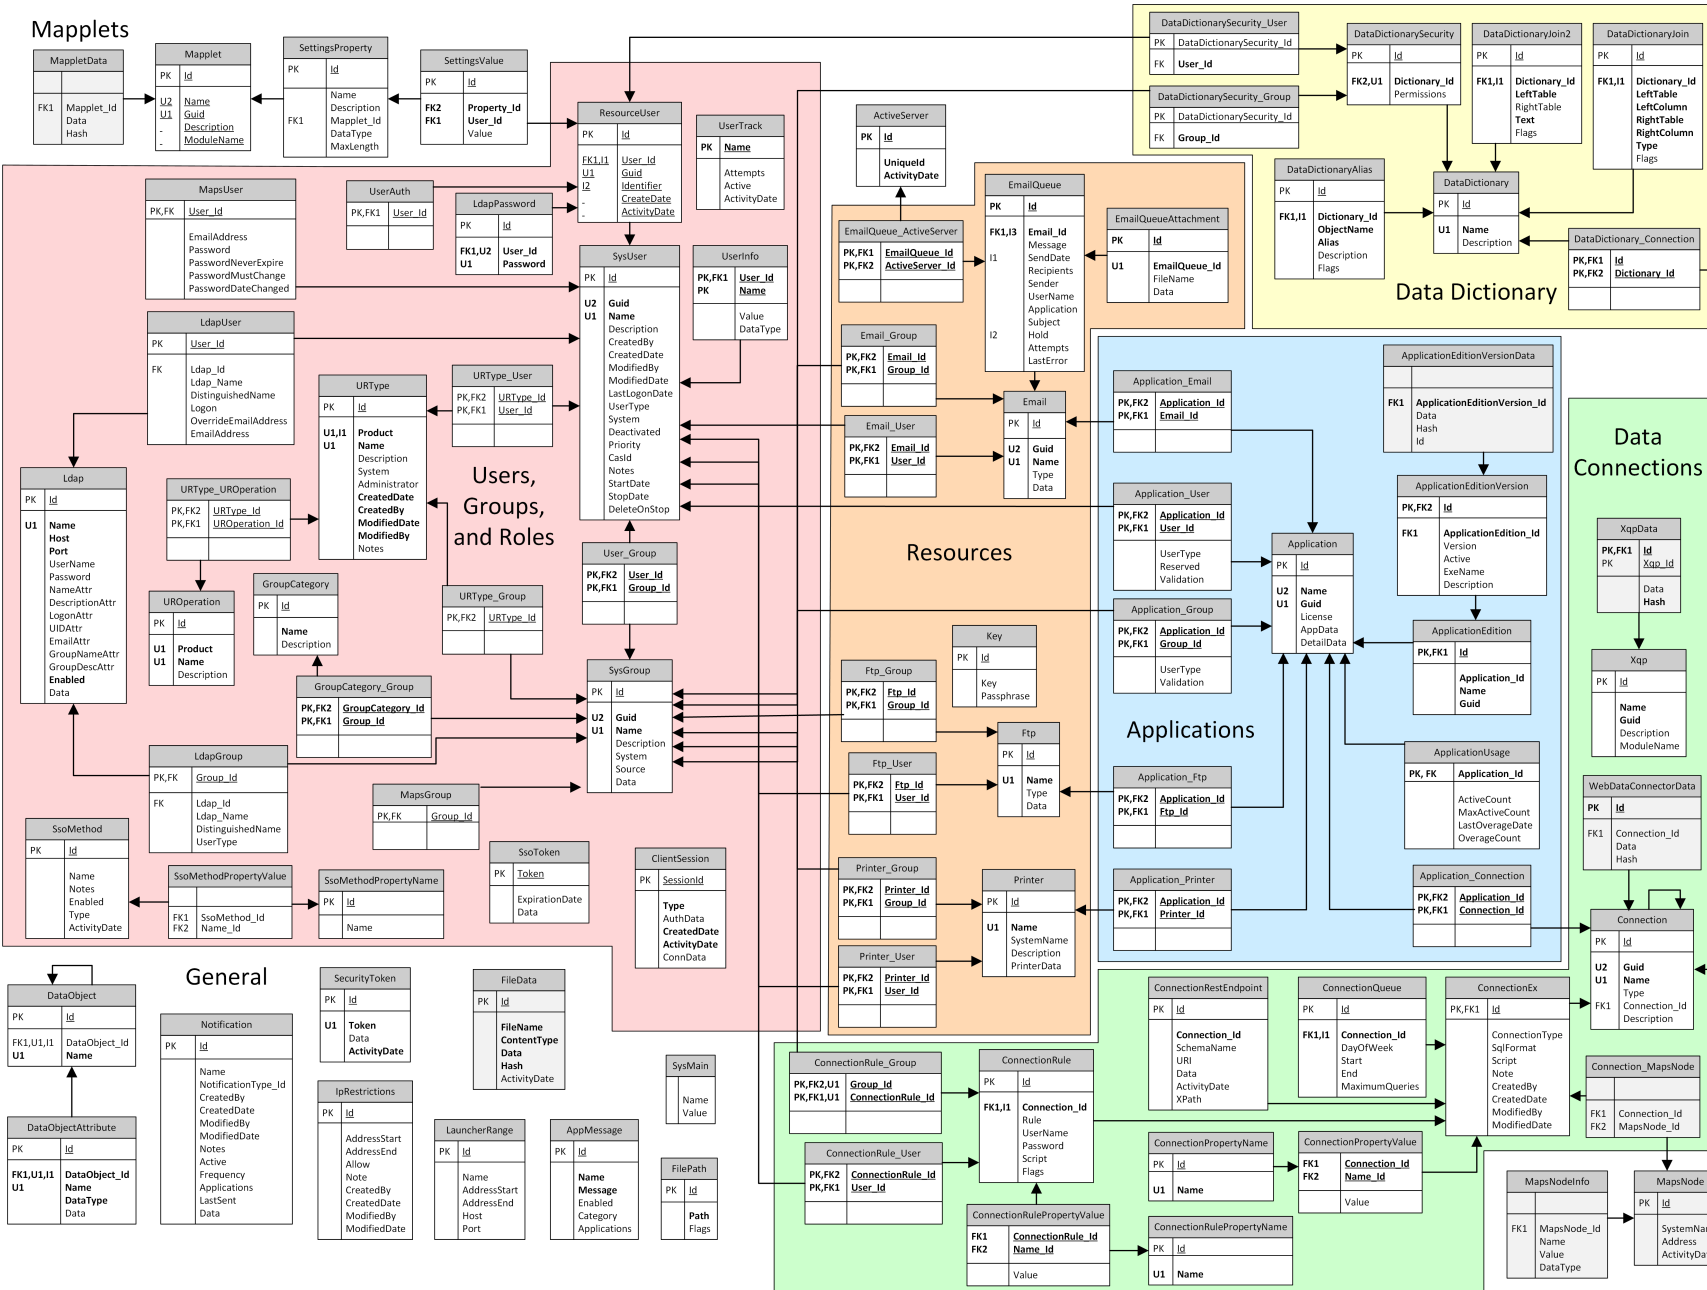 Mapplets
MappletData
FK1 Mapplet_Id
Data
Hash
Mapplet
PK Id
U2 Name
U1 Guid
- Description
- ModuleName
SettingsProperty
PK Id
Name
Description
FK1 Mapplet_Id
DataType
MaxLength
SettingsValue
PK Id
FK2 Property_Id
FK1 User_Id
Value
ResourceUser
PK Id
FK1,I1 User_Id
U1 Guid
I2 Identifier
- CreateDate
- ActivityDate
UserTrack
PK Name
Attempts
Active
ActivityDate
MapsUser
PK,FK User_Id
EmailAddress
Password
PasswordNeverExpire
PasswordMustChange
PasswordDateChanged
UserAuth
PK,FK1 User_Id
LdapPassword
PK Id
FK1,U2 User_Id
U1 Password
SysUser
PK Id
U2 Guid
U1 Name
Description
CreatedBy
CreatedDate
ModifiedBy
ModifiedDate
LastLogonDate
UserType
System
Deactivated
Priority
CasId
Notes
StartDate
StopDate
DeleteOnStop
UserInfo
PK,FK1 User_Id
PK Name
Value
DataType
LdapUser
PK User_Id
FK Ldap_Id
Ldap_Name
DistinguishedName
Logon
OverrideEmailAddress
EmailAddress
URType
PK Id
U1,I1 Product
U1 Name
Description
System
Administrator
CreatedDate
CreatedBy
ModifiedDate
ModifiedBy
Notes
URType_User
PK,FK2 URType_Id
PK,FK1 User_Id
Users,
Groups,
and Roles
Ldap
PK Id
U1 Name
Host
Port
UserName
Password
NameAttr
DescriptionAttr
LogonAttr
UIDAttr
EmailAttr
GroupNameAttr
GroupDescAttr
Enabled
Data
URType_UROperation
PK,FK2 URType_Id
PK,FK1 UROperation_Id
UROperation
PK Id
U1 Product
U1 Name
Description
GroupCategory
PK Id
Name
Description
URType_Group
PK,FK2 URType_Id
User_Group
PK,FK2 User_Id
PK,FK1 Group_Id
GroupCategory_Group
PK,FK2 GroupCategory_Id
PK,FK1 Group_Id
SysGroup
PK Id
U2 Guid
U1 Name
Description
System
Source
Data
LdapGroup
PK,FK Group_Id
FK Ldap_Id
Ldap_Name
DistinguishedName
UserType
MapsGroup
PK,FK Group_Id
SsoMethod
PK Id
Name
Notes
Enabled
Type
ActivityDate
SsoMethodPropertyValue
FK1 SsoMethod_Id
FK2 Name_Id
SsoMethodPropertyName
PK Id
Name
SsoToken
PK Token
ExpirationDate
Data
ClientSession
PK SessionId
Type
AuthData
CreatedDate
ActivityDate
ConnData
General
DataObject
PK Id
FK1,U1,I1 DataObject_Id
U1 Name
DataObjectAttribute
PK Id
FK1,U1,I1 DataObject_Id
U1 Name
DataType
Data
Notification
PK Id
Name
NotificationType_Id
CreatedBy
CreatedDate
ModifiedBy
ModifiedDate
Notes
Active
Frequency
Applications
LastSent
Data
SecurityToken
PK Id
U1 Token
Data
ActivityDate
IpRestrictions
PK Id
AddressStart
AddressEnd
Allow
Note
CreatedBy
CreatedDate
ModifiedBy
ModifiedDate
FileData
PK Id
FileName
ContentType
Data
Hash
ActivityDate
LauncherRange
PK Id
Name
AddressStart
AddressEnd
Host
Port
AppMessage
PK Id
Name
Message
Enabled
Category
Applications
SysMain
Name
Value
FilePath
PK Id
Path
Flags
ActiveServer
PK Id
UniqueId
ActivityDate
EmailQueue_ActiveServer
PK,FK1 EmailQueue_Id
PK,FK2 ActiveServer_Id
EmailQueue
PK Id
FK1,I3 Email_Id
Message
I1 SendDate
Recipients
Sender
UserName
Application
Subject
I2 Hold
Attempts
LastError
EmailQueueAttachment
PK Id
U1 EmailQueue_Id
FileName
Data
Email_Group
PK,FK2 Email_Id
PK,FK1 Group_Id
Email_User
PK,FK2 Email_Id
PK,FK1 User_Id
Email
PK Id
U2 Guid
U1 Name
Type
Data
Resources
Key
PK Id
Key
Passphrase
Ftp_Group
PK,FK2 Ftp_Id
PK,FK1 Group_Id
Ftp_User
PK,FK2 Ftp_Id
PK,FK1 User_Id
Ftp
PK Id
U1 Name
Type
Data
Printer_Group
PK,FK2 Printer_Id
PK,FK1 Group_Id
Printer_User
PK,FK2 Printer_Id
PK,FK1 User_Id
Printer
PK Id
U1 Name
SystemName
Description
PrinterData
DataDictionarySecurity_User
PK DataDictionarySecurity_Id
FK User_Id
DataDictionarySecurity_Group
PK DataDictionarySecurity_Id
FK Group_Id
DataDictionarySecurity
PK Id
FK2,U1 Dictionary_Id
Permissions
DataDictionaryJoin2
PK Id
FK1,I1 Dictionary_Id
LeftTable
RightTable
Text
Flags
DataDictionaryJoin
PK Id
FK1,I1 Dictionary_Id
LeftTable
LeftColumn
RightTable
RightColumn
Type
Flags
DataDictionaryAlias
PK Id
FK1,I1 Dictionary_Id
ObjectName
Alias
Description
Flags
DataDictionary
PK Id
U1 Name
Description
DataDictionary_Connection
PK,FK1 Id
PK,FK2 Dictionary_Id
Data Dictionary
Application_Email
PK,FK2 Application_Id
PK,FK1 Email_Id
Application_User
PK,FK2 Application_Id
PK,FK1 User_Id
UserType
Reserved
Validation
Application_Group
PK,FK2 Application_Id
PK,FK1 Group_Id
UserType
Validation
Application
PK Id
U2 Name
U1 Guid
License
AppData
DetailData
ApplicationEditionVersionData
FK1 ApplicationEditionVersion_Id
Data
Hash
Id
ApplicationEditionVersion
PK,FK2 Id
FK1 ApplicationEdition_Id
Version
Active
ExeName
Description
ApplicationEdition
PK,FK1 Id
Application_Id
Name
Guid
Applications
ApplicationUsage
PK, FK Application_Id
ActiveCount
MaxActiveCount
LastOverageDate
OverageCount
Application_Ftp
PK,FK2 Application_Id
PK,FK1 Ftp_Id
Application_Printer
PK,FK2 Application_Id
PK,FK1 Printer_Id
Application_Connection
PK,FK2 Application_Id
PK,FK1 Connection_Id
Data
Connections
XqpData
PK,FK1 Id
PK Xqp_Id
Data
Hash
Xqp
PK Id
Name
Guid
Description
ModuleName
WebDataConnectorData
PK Id
FK1 Connection_Id
Data
Hash
Connection
PK Id
U2 Guid
U1 Name
Type
FK1 Connection_Id
Description
ConnectionRestEndpoint
PK Id
Connection_Id
SchemaName
URI
Data
ActivityDate
XPath
ConnectionQueue
PK Id
FK1,I1 Connection_Id
DayOfWeek
Start
End
MaximumQueries
ConnectionEx
PK,FK1 Id
ConnectionType
SqlFormat
Script
Note
CreatedBy
CreatedDate
ModifiedBy
ModifiedDate
Connection_MapsNode
FK1 Connection_Id
FK2 MapsNode_Id
ConnectionRule_Group
PK,FK2,U1 Group_Id
PK,FK1,U1 ConnectionRule_Id
ConnectionRule_User
PK,FK2 ConnectionRule_Id
PK,FK1 User_Id
ConnectionRule
PK Id
FK1,I1 Connection_Id
Rule
UserName
Password
Script
Flags
ConnectionPropertyName
PK Id
U1 Name
ConnectionPropertyValue
FK1 Connection_Id
FK2 Name_Id
Value
ConnectionRulePropertyValue
FK1 ConnectionRule_Id
FK2 Name_Id
Value
ConnectionRulePropertyName
PK Id
U1 Name
MapsNodeInfo
FK1 MapsNode_Id
Name
Value
DataType
MapsNode
PK Id
Address